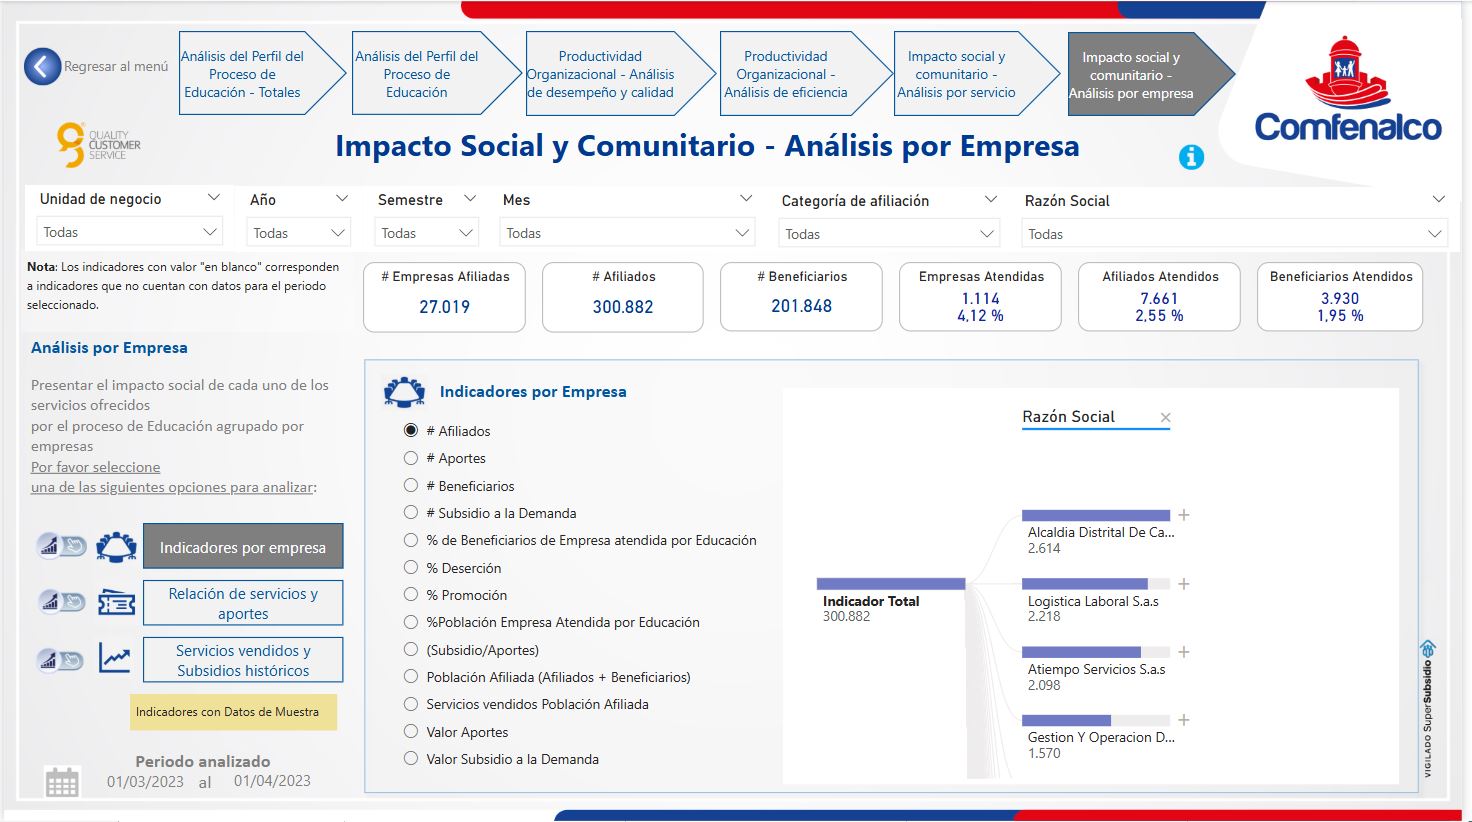 Regresar al menú
Análisis del Perfil del
Proceso de
Educación - Totales
Análisis del Perfil del
Proceso de
Educación
Productividad
Organizacional - Análisis
de desempeño y calidad
Productividad
Organizacional -
Análisis de eficiencia
Impacto social y
comunitario -
Análisis por servicio
Impacto social y
comunitario -
Análisis por empresa
Comfenalco
QUALITY
CUSTOMER
SERVICE
Impacto Social y Comunitario - Análisis por Empresa
Unidad de negocio
Todas
Año
Todas
Semestre
Todas
Mes
Todas
Categoría de afiliación
Todas
Razón Social
Todas
Nota: Los indicadores con valor "en blanco" corresponden
a indicadores que no cuentan con datos para el periodo
seleccionado.
# Empresas Afiliadas
27.019
# Afiliados
300.882
# Beneficiarios
201.848
Empresas Atendidas
1.114
4,12 %
Afiliados Atendidos
7.661
2,55 %
Beneficiarios Atendidos
3.930
1,95 %
Análisis por Empresa
Presentar el impacto social de cada uno de los
servicios ofrecidos
por el proceso de Educación agrupado por
empresas
Por favor seleccione
una de las siguientes opciones para analizar:
Indicadores por empresa
Relación de servicios y
aportes
Servicios vendidos y
Subsidios históricos
Indicadores con Datos de Muestra
Periodo analizado
01/03/2023 al 01/04/2023
Indicadores por Empresa
# Afiliados
# Aportes
# Beneficiarios
# Subsidio a la Demanda
% de Beneficiarios de Empresa atendida por Educación
% Deserción
% Promoción
%Población Empresa Atendida por Educación
(Subsidio/Aportes)
Población Afiliada (Afiliados + Beneficiarios)
Servicios vendidos Población Afiliada
Valor Aportes
Valor Subsidio a la Demanda
Razón Social
Indicador Total
300.882
Alcaldia Distrital De Ca...
2.614
Logistica Laboral S.a.s
2.218
Atiempo Servicios S.a.s
2.098
Gestion Y Operacion D...
1.570
VIGILADO SuperSubsidio